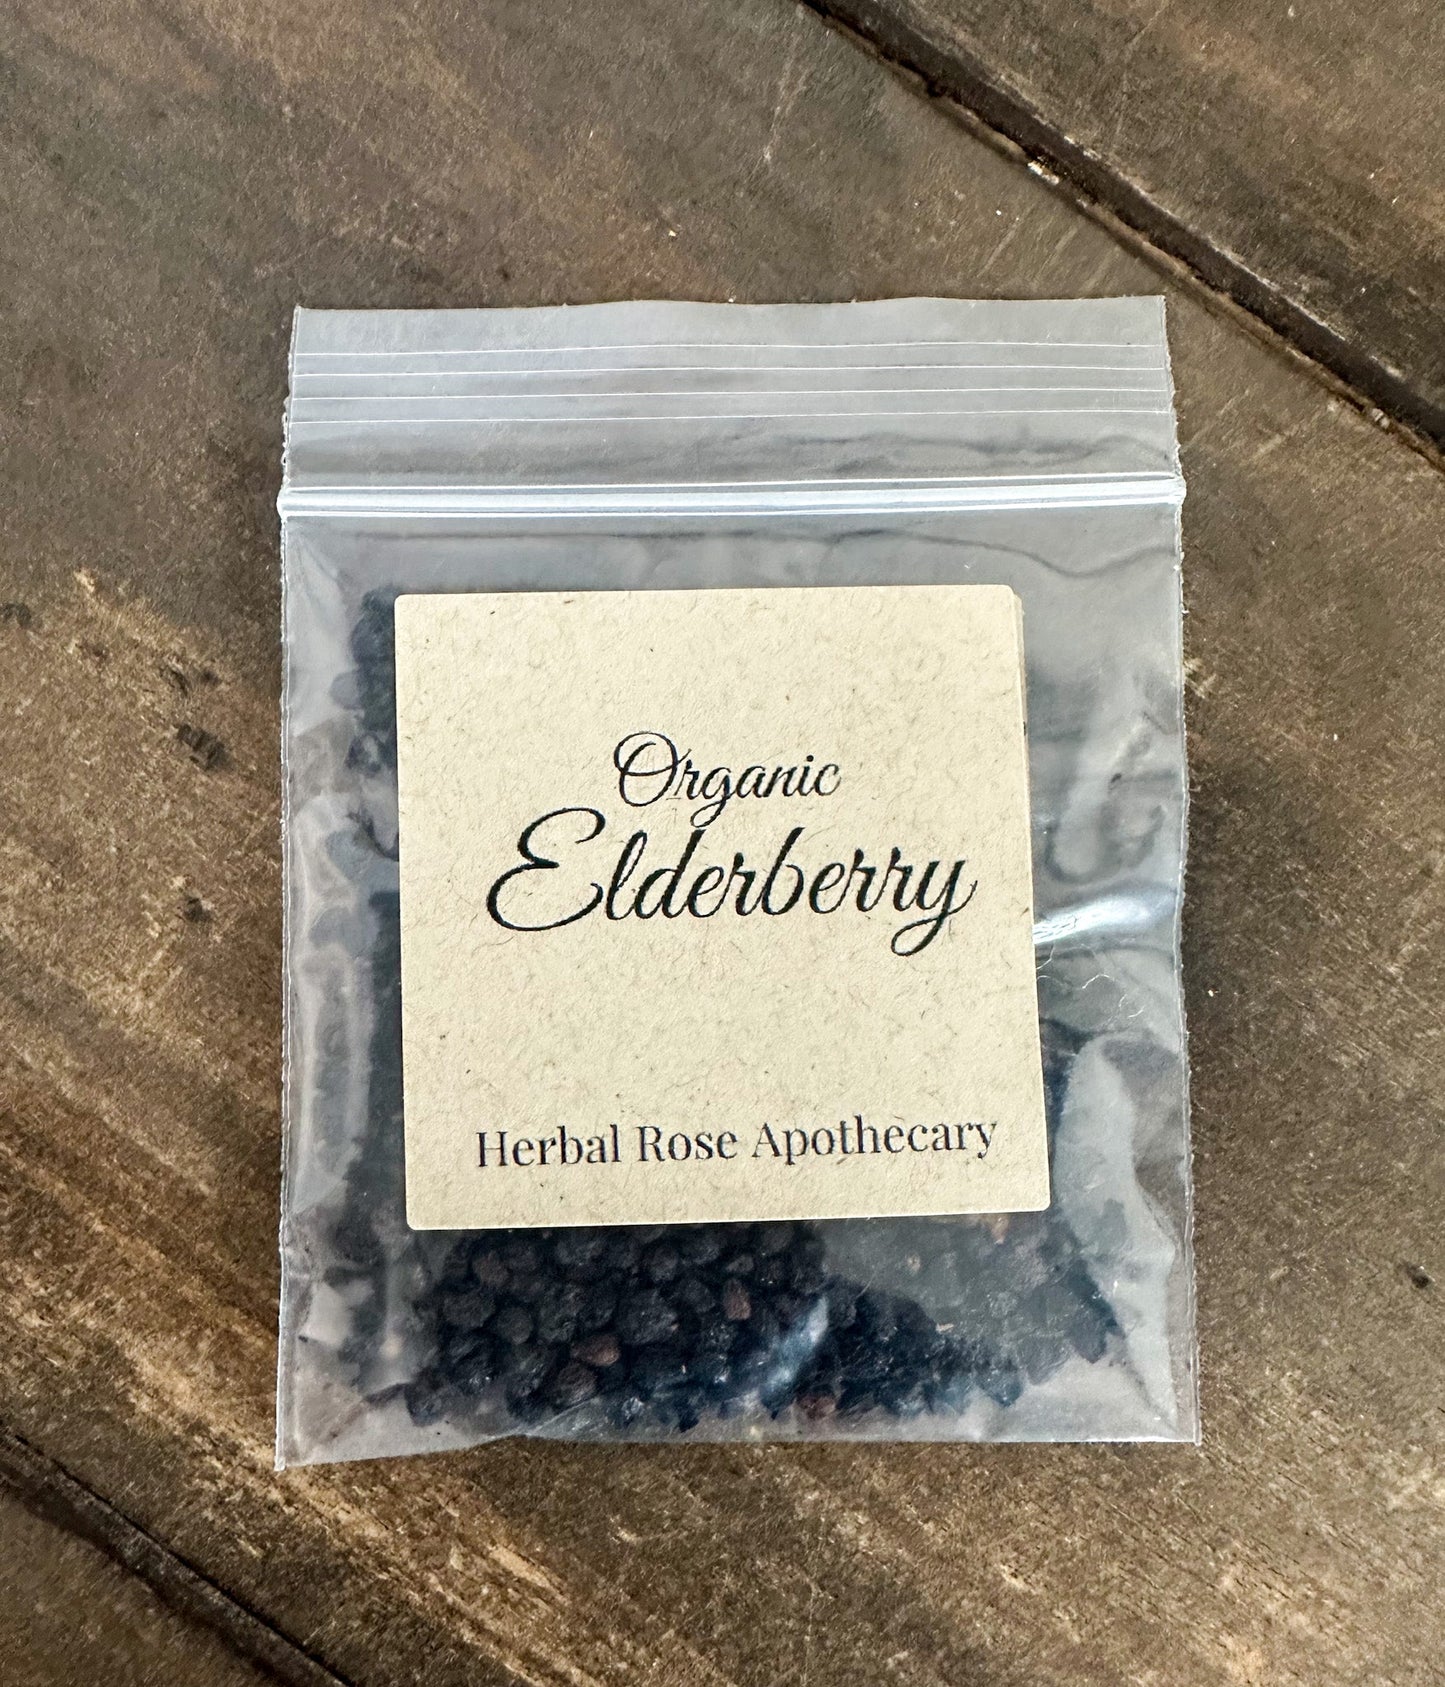 Organic
Elderberry
Herbal Rose Apothecary